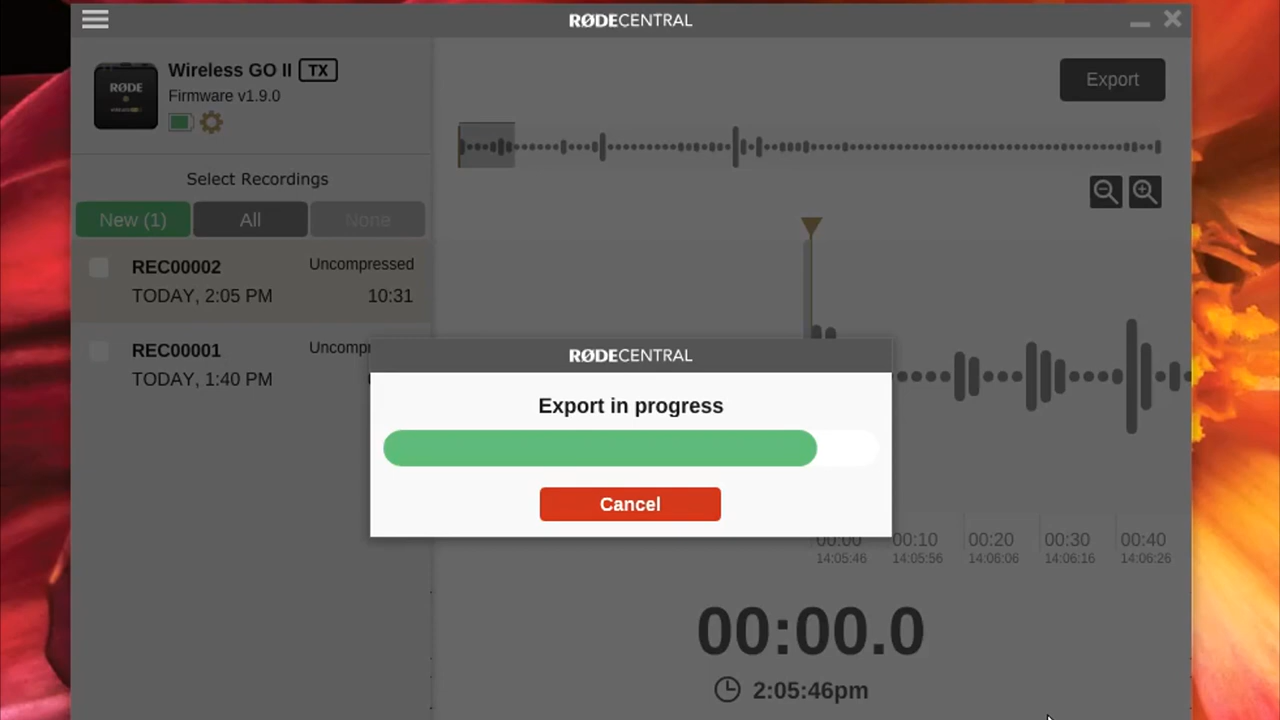 RØDECENTRAL
RØDE
Wireless GO II TX
Firmware v1.9.0
Export
Select Recordings
New (1) All None
REC00002 Uncompressed
TODAY, 2:05 PM 10:31
REC00001 Uncompr
TODAY, 1:40 PM
RØDECENTRAL
Export in progress
Cancel
00:00 00:10 00:20 00:30 00:40
14:05:46 14:05:56 14:06:06 14:06:16 14:06:26
00:00.0
2:05:46pm